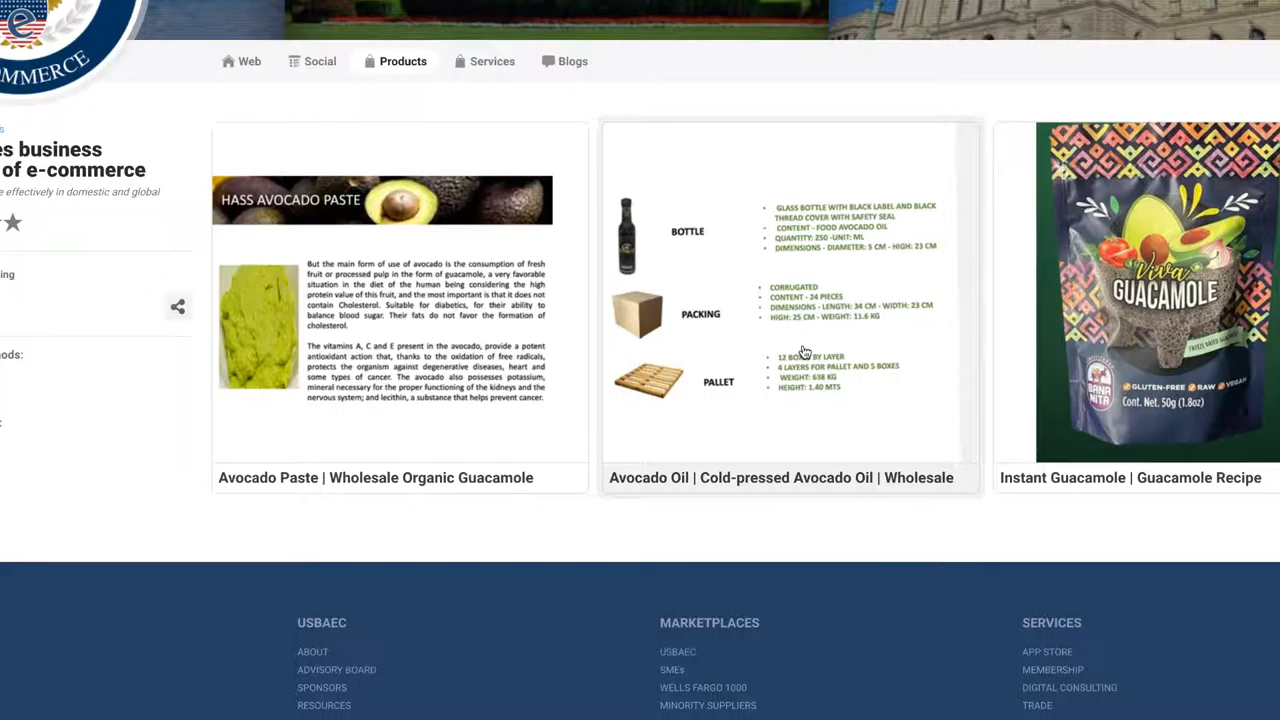 e
MMERCE
Web
Social
Products
Services
Blogs
s
es business
of e-commerce
e effectively in domestic and global
ing
ods:
:
HASS AVOCADO PASTE
But the main form of use of avocado is the consumption of fresh
fruit or processed pulp in the form of guacamole, a very favorable
situation in the diet of the human being considering the high
protein value of this fruit, and the most important is that it does not
contain Cholesterol. Suitable for diabetics, for their ability to
balance blood sugar. Their fats do not favor the formation of
cholesterol.
The vitamins A, C and E present in the avocado, provide a potent
antioxidant action that, thanks to the oxidation of free radicals,
protects the organism against degenerative diseases, heart and
some types of cancer. The avocado also possesses potassium,
mineral necessary for the proper functioning of the kidneys and the
nervous system; and lecithin, a substance that helps prevent cancer.
Avocado Paste | Wholesale Organic Guacamole
BOTTLE
• GLASS BOTTLE WITH BLACK LABEL AND BLACK
THREAD COVER WITH SAFETY SEAL
• CONTENT - FOOD AVOCADO OIL
• QUANTITY: 250 -UNIT: ML
• DIMENSIONS - DIAMETER: 5 CM - HIGH: 23 CM
PACKING
• CORRUGATED
• CONTENT - 24 PIECES
• DIMENSIONS - LENGTH: 34 CM - WIDTH: 23 CM
• HIGH: 25 CM - WEIGHT: 11.6 KG
PALLET
• 12 BY LAYER
• 4 LAYERS FOR PALLET AND 5 BOXES
• WEIGHT: 638 KG
• HEIGHT: 1.40 MTS
Avocado Oil | Cold-pressed Avocado Oil | Wholesale
Viva
GUACAMOLE
FREEZE DRIED
BANA
NITA
GLUTEN-FREE RAW VEGAN
Cont. Net. 50g (1.8oz)
Instant Guacamole | Guacamole Recipe
USBAEC
ABOUT
ADVISORY BOARD
SPONSORS
RESOURCES
MARKETPLACES
USBAEC
SMEs
WELLS FARGO 1000
MINORITY SUPPLIERS
SERVICES
APP STORE
MEMBERSHIP
DIGITAL CONSULTING
TRADE